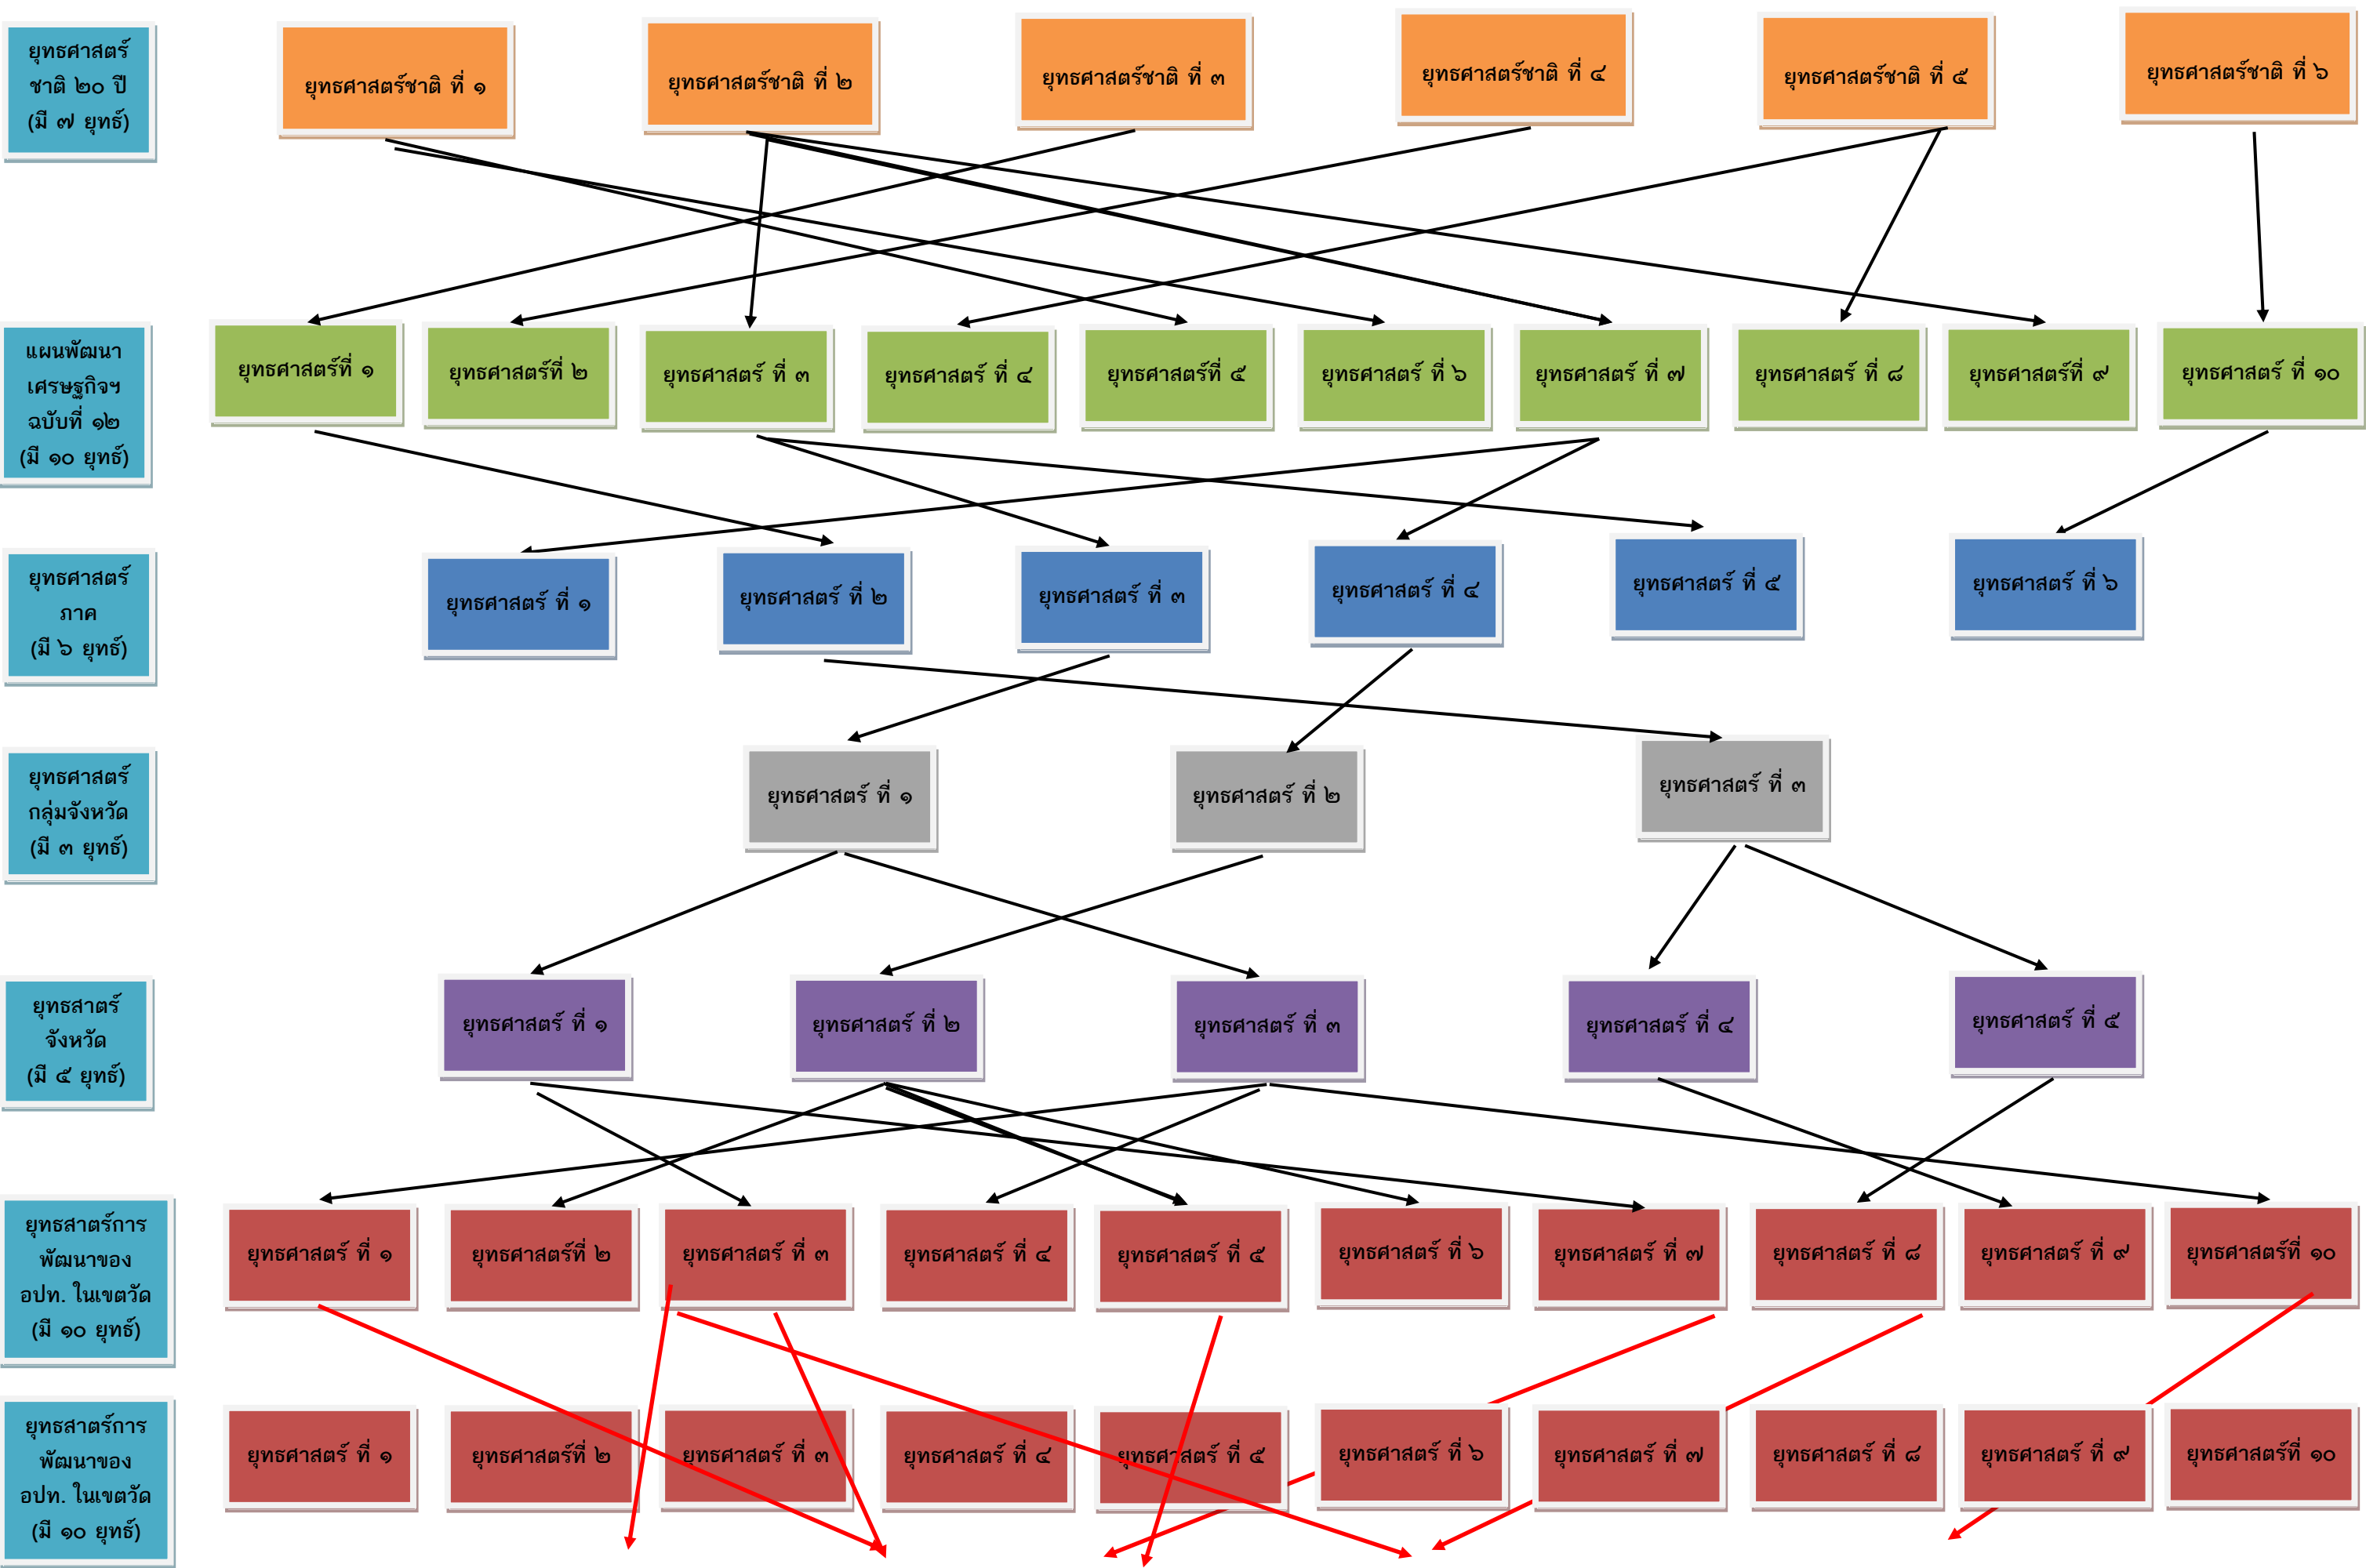 ยุทธศาสตร์
ชาติ ๒๐ ปี
(มี ๗ ยุทธ์)
ยุทธศาสตร์ชาติ ที่ ๑
ยุทธศาสตร์ชาติ ที่ ๒
ยุทธศาสตร์ชาติ ที่ ๓
ยุทธศาสตร์ชาติ ที่ ๔
ยุทธศาสตร์ชาติ ที่ ๕
ยุทธศาสตร์ชาติ ที่ ๖
แผนพัฒนา
เศรษฐกิจฯ
ฉบับที่ ๑๒
(มี ๑๐ ยุทธ์)
ยุทธศาสตร์ที่ ๑
ยุทธศาสตร์ที่ ๒
ยุทธศาสตร์ ที่ ๓
ยุทธศาสตร์ ที่ ๔
ยุทธศาสตร์ที่ ๕
ยุทธศาสตร์ ที่ ๖
ยุทธศาสตร์ ที่ ๗
ยุทธศาสตร์ ที่ ๘
ยุทธศาสตร์ที่ ๙
ยุทธศาสตร์ ที่ ๑๐
ยุทธศาสตร์
ภาค
(มี ๖ ยุทธ์)
ยุทธศาสตร์ ที่ ๑
ยุทธศาสตร์ ที่ ๒
ยุทธศาสตร์ ที่ ๓
ยุทธศาสตร์ ที่ ๔
ยุทธศาสตร์ ที่ ๕
ยุทธศาสตร์ ที่ ๖
ยุทธศาสตร์
กลุ่มจังหวัด
(มี ๓ ยุทธ์)
ยุทธศาสตร์ ที่ ๑
ยุทธศาสตร์ ที่ ๒
ยุทธศาสตร์ ที่ ๓
ยุทธสาตร์
จังหวัด
(มี ๕ ยุทธ์)
ยุทธศาสตร์ ที่ ๑
ยุทธศาสตร์ ที่ ๒
ยุทธศาสตร์ ที่ ๓
ยุทธศาสตร์ ที่ ๔
ยุทธศาสตร์ ที่ ๕
ยุทธสาตร์การ
พัฒนาของ
อปท. ในเขตวัด
(มี ๑๐ ยุทธ์)
ยุทธศาสตร์ ที่ ๑
ยุทธศาสตร์ที่ ๒
ยุทธศาสตร์ ที่ ๓
ยุทธศาสตร์ ที่ ๔
ยุทธศาสตร์ ที่ ๕
ยุทธศาสตร์ ที่ ๖
ยุทธศาสตร์ ที่ ๗
ยุทธศาสตร์ ที่ ๘
ยุทธศาสตร์ ที่ ๙
ยุทธศาสตร์ที่ ๑๐
ยุทธสาตร์การ
พัฒนาของ
อปท. ในเขตวัด
(มี ๑๐ ยุทธ์)
ยุทธศาสตร์ ที่ ๑
ยุทธศาสตร์ที่ ๒
ยุทธศาสตร์ ที่ ๓
ยุทธศาสตร์ ที่ ๔
ยุทธศาสตร์ ที่ ๕
ยุทธศาสตร์ ที่ ๖
ยุทธศาสตร์ ที่ ๗
ยุทธศาสตร์ ที่ ๘
ยุทธศาสตร์ ที่ ๙
ยุทธศาสตร์ที่ ๑๐